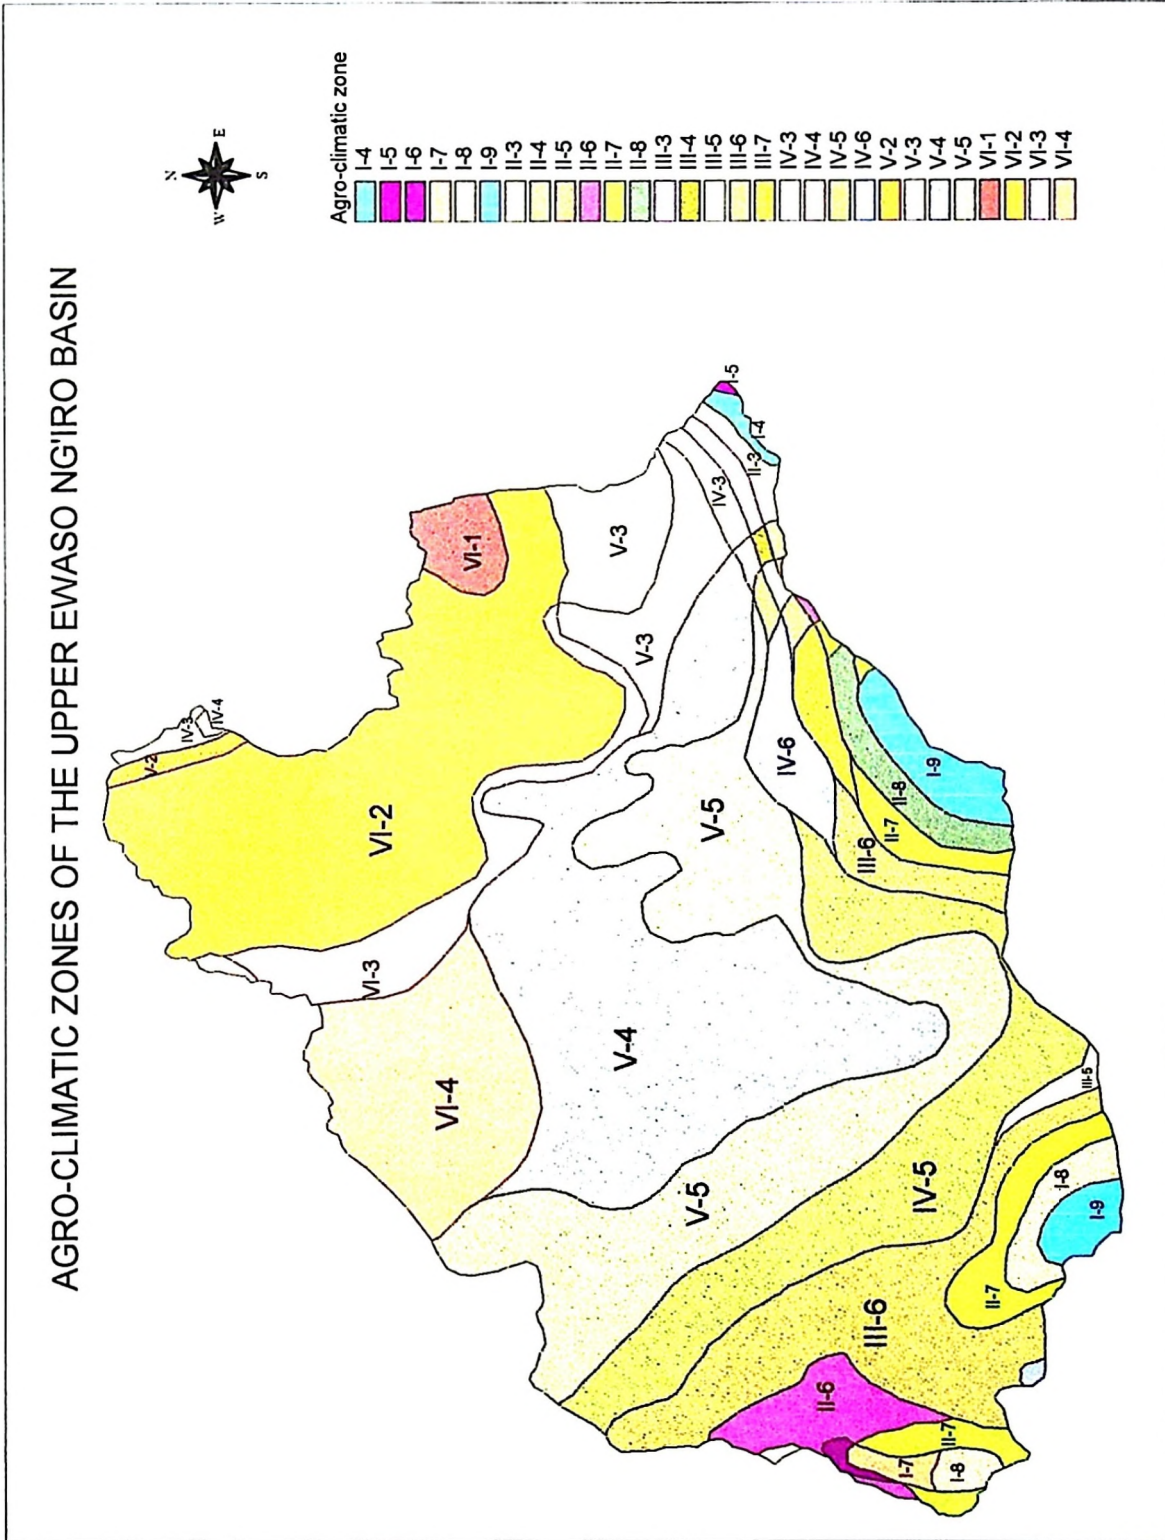 AGRO-CLIMATIC ZONES OF THE UPPER EWASO NG'IRO BASIN
N
W
E
S
Agro-climatic zone
I-4
I-5
I-6
I-7
I-8
I-9
II-3
II-4
II-5
II-6
II-7
II-8
III-3
III-4
III-5
III-6
III-7
IV-3
IV-4
IV-5
IV-6
V-2
V-3
V-4
V-5
VI-1
VI-2
VI-3
VI-4
V-2
IV-3
IV-4
VI-2
VI-1
VI-3
VI-4
V-3
V-3
IV-3
II-3
I-4
I-5
V-4
V-5
V-5
IV-6
III-6
II-7
II-8
I-9
IV-5
III-5
I-8
I-9
II-7
III-6
II-6
II-7
I-7
I-8